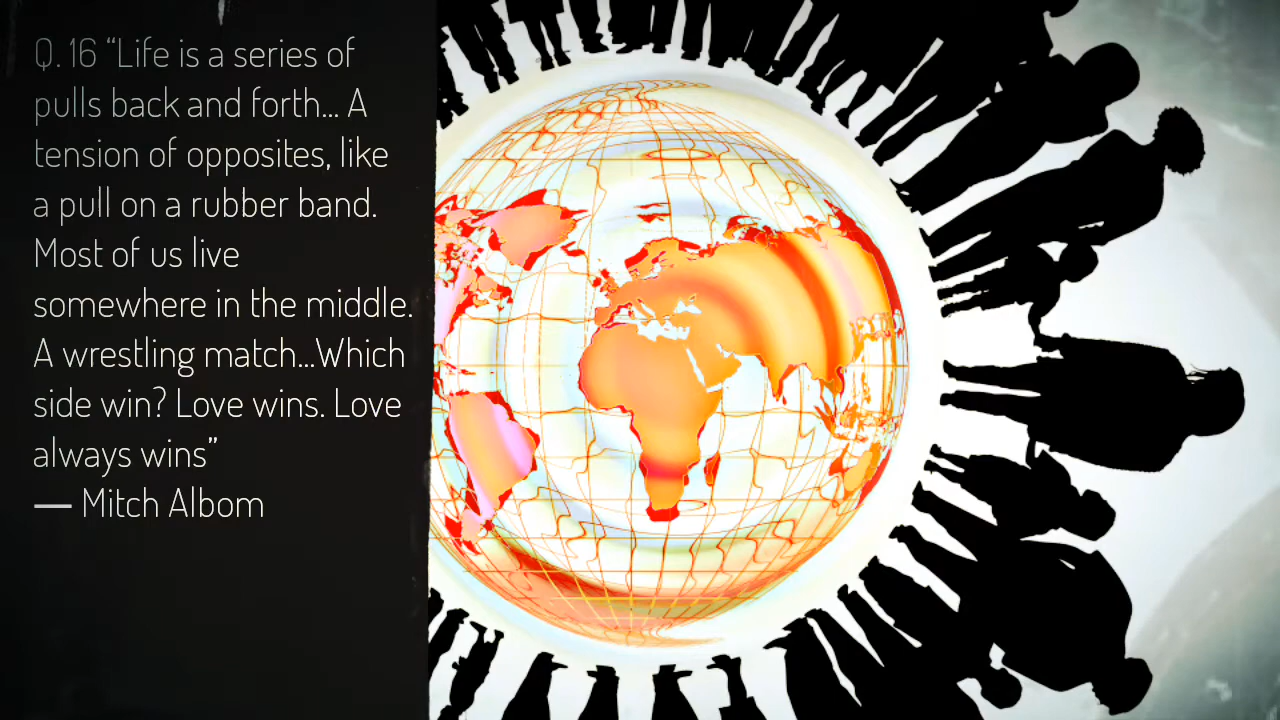 Q. 16 “Life is a series of
pulls back and forth... A
tension of opposites, like
a pull on a rubber band.
Most of us live
somewhere in the middle.
A wrestling match...Which
side win? Love wins. Love
always wins”
― Mitch Albom